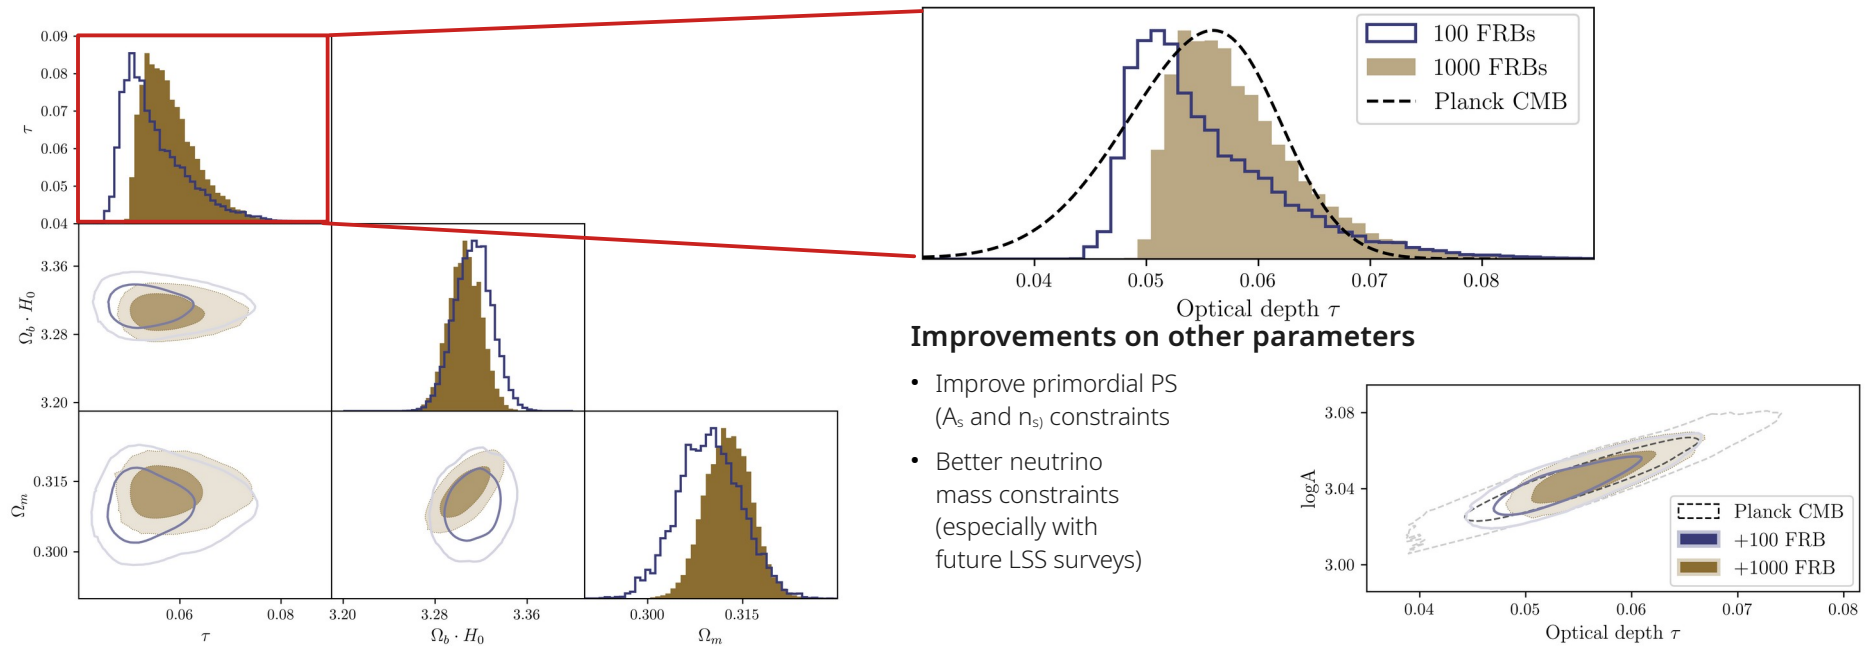 0.09
0.08
0.07
τ
0.06
0.05
0.04
3.36
Ω_b · H_0
3.28
3.20
0.315
Ω_m
0.300
0.06 0.08
τ
3.20 3.28 3.36
Ω_b · H_0
0.300 0.315
Ω_m
100 FRBs
1000 FRBs
Planck CMB
0.04 0.05 0.06 0.07 0.08
Optical depth τ
Improvements on other parameters
• Improve primordial PS
(Aₛ and nₛ₎ constraints
• Better neutrino
mass constraints
(especially with
future LSS surveys)
3.08
logA
3.04
3.00
Planck CMB
+100 FRB
+1000 FRB
0.04 0.05 0.06 0.07 0.08
Optical depth τ